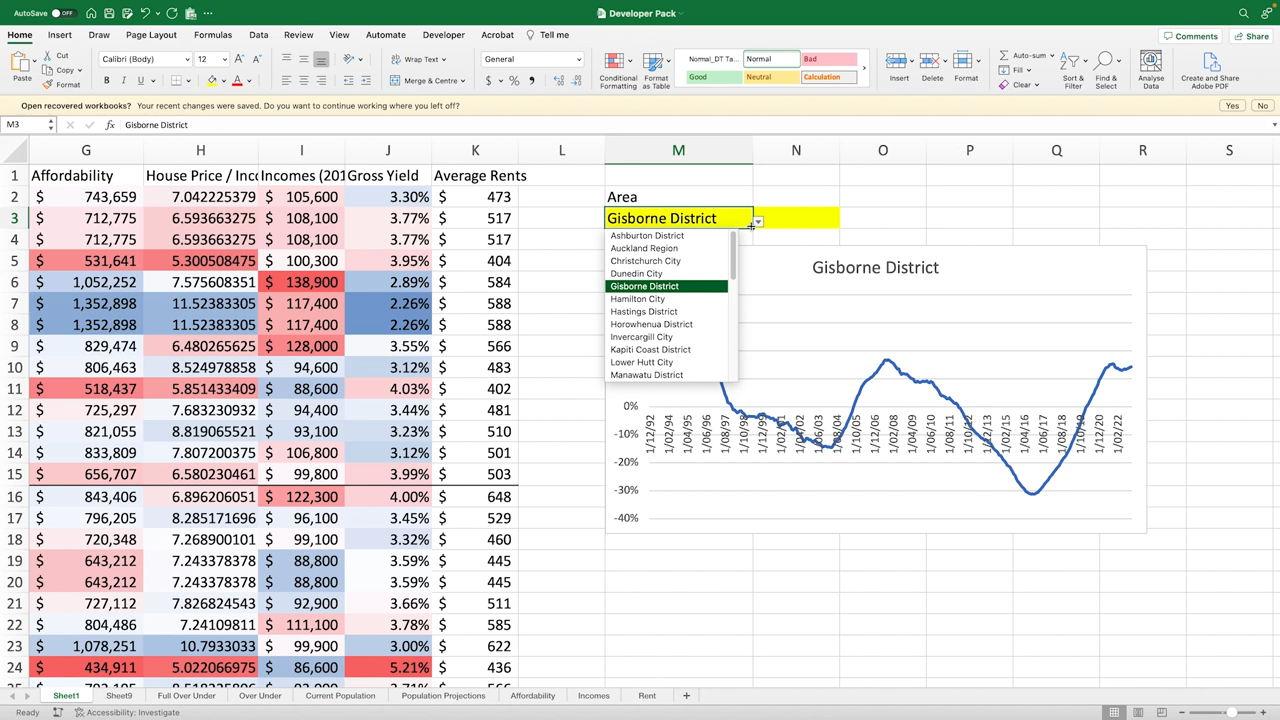 AutoSave OFF Developer Pack
Home Insert Draw Page Layout Formulas Data Review View Automate Developer Acrobat Tell me Comments Share
Paste Cut Copy Format Calibri (Body) 12 B I U Wrap Text Merge & Centre General $ % Conditional Formatting Format as Table Normal_DT Ta... Normal Bad Good Neutral Calculation Insert Delete Format Auto-sum Fill Clear Sort & Filter Find & Select Analyse Data Create and Share Adobe PDF
Open recovered workbooks? Your recent changes were saved. Do you want to continue working where you left off? Yes No
M3 fx Gisborne District
G H I J K L M N O P Q R S
1 Affordability House Price / Inc Incomes (201 Gross Yield Average Rents
2 $ 743,659 7.042225379 $ 105,600 3.30% $ 473 Area
3 $ 712,775 6.593663275 $ 108,100 3.77% $ 517 Gisborne District
4 $ 712,775 6.593663275 $ 108,100 3.77% $ 517
5 $ 531,641 5.300508475 $ 100,300 3.95% $ 404
6 $ 1,052,252 7.575608351 $ 138,900 2.89% $ 584
7 $ 1,352,898 11.52383305 $ 117,400 2.26% $ 588
8 $ 1,352,898 11.52383305 $ 117,400 2.26% $ 588
9 $ 829,474 6.480265625 $ 128,000 3.55% $ 566
10 $ 806,463 8.524978858 $ 94,600 3.12% $ 483
11 $ 518,437 5.851433409 $ 88,600 4.03% $ 402
12 $ 725,297 7.683230932 $ 94,400 3.44% $ 481
13 $ 821,055 8.819065521 $ 93,100 3.23% $ 510
14 $ 833,809 7.807200375 $ 106,800 3.12% $ 501
15 $ 656,707 6.580230461 $ 99,800 3.99% $ 503
16 $ 843,406 6.896206051 $ 122,300 4.00% $ 648
17 $ 796,205 8.285171696 $ 96,100 3.45% $ 529
18 $ 720,348 7.268900101 $ 99,100 3.32% $ 460
19 $ 643,212 7.243378378 $ 88,800 3.59% $ 445
20 $ 643,212 7.243378378 $ 88,800 3.59% $ 445
21 $ 727,112 7.826824543 $ 92,900 3.66% $ 511
22 $ 804,486 7.24109811 $ 111,100 3.78% $ 585
23 $ 1,078,251 10.7933033 $ 99,900 3.00% $ 622
24 $ 434,911 5.022066975 $ 86,600 5.21% $ 436
Ashburton District
Auckland Region
Christchurch City
Dunedin City
Gisborne District
Hamilton City
Hastings District
Horowhenua District
Invercargill City
Kapiti Coast District
Lower Hutt City
Manawatu District
Gisborne District
0%
-10%
-20%
-30%
-40%
1/12/92 1/02/94 1/04/95 1/06/96 1/08/97 1/10/98 1/12/99 1/02/01 1/04/02 1/06/03 1/08/04 1/10/05 1/12/06 1/02/08 1/04/09 1/06/10 1/08/11 1/10/12 1/12/13 1/02/15 1/04/16 1/06/17 1/08/18 1/10/19 1/12/20 1/02/22
Sheet1 Sheet9 Full Over Under Over Under Current Population Population Projections Affordability Incomes Rent +
Ready Accessibility: Investigate